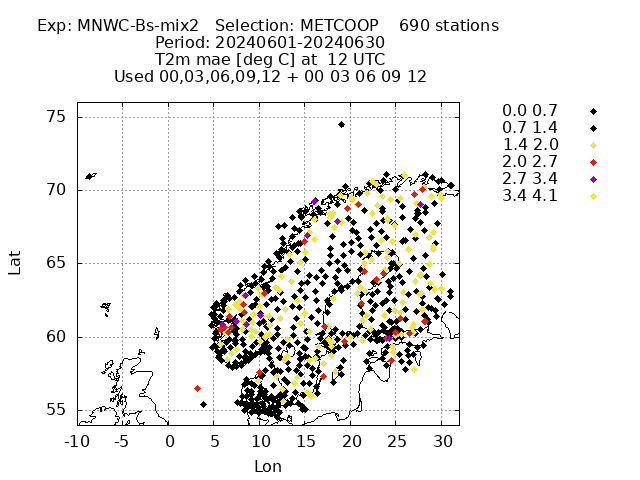 Exp: MNWC-Bs-mix2   Selection: METCOOP    690 stations
Period: 20240601-20240630
T2m mae [deg C] at  12 UTC
Used 00,03,06,09,12 + 00 03 06 09 12
0.0 0.7
0.7 1.4
1.4 2.0
2.0 2.7
2.7 3.4
3.4 4.1
75
70
65
60
55
Lat
-10 -5 0 5 10 15 20 25 30
Lon